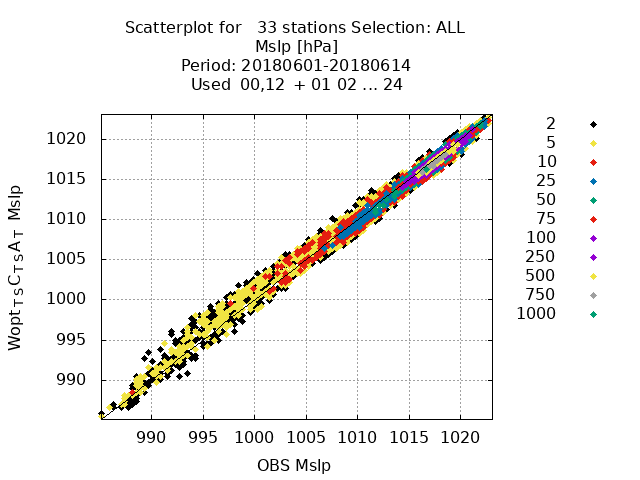 Scatterplot for 33 stations Selection: ALL
Mslp [hPa]
Period: 20180601-20180614
Used 00,12 + 01 02 ... 24
Wopt T S C T S A T Mslp
1020
1015
1010
1005
1000
995
990
990 995 1000 1005 1010 1015 1020
OBS Mslp
2
5
10
25
50
75
100
250
500
750
1000